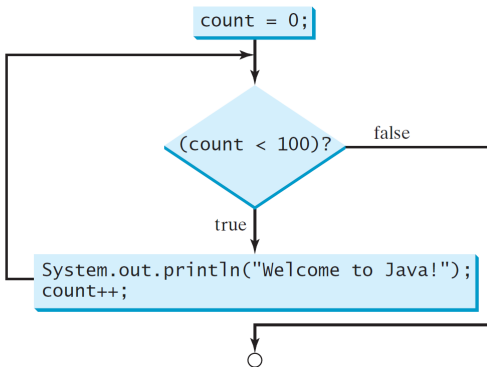 count = 0;
(count < 100)?
false
true
System.out.println("Welcome to Java!");
count++;